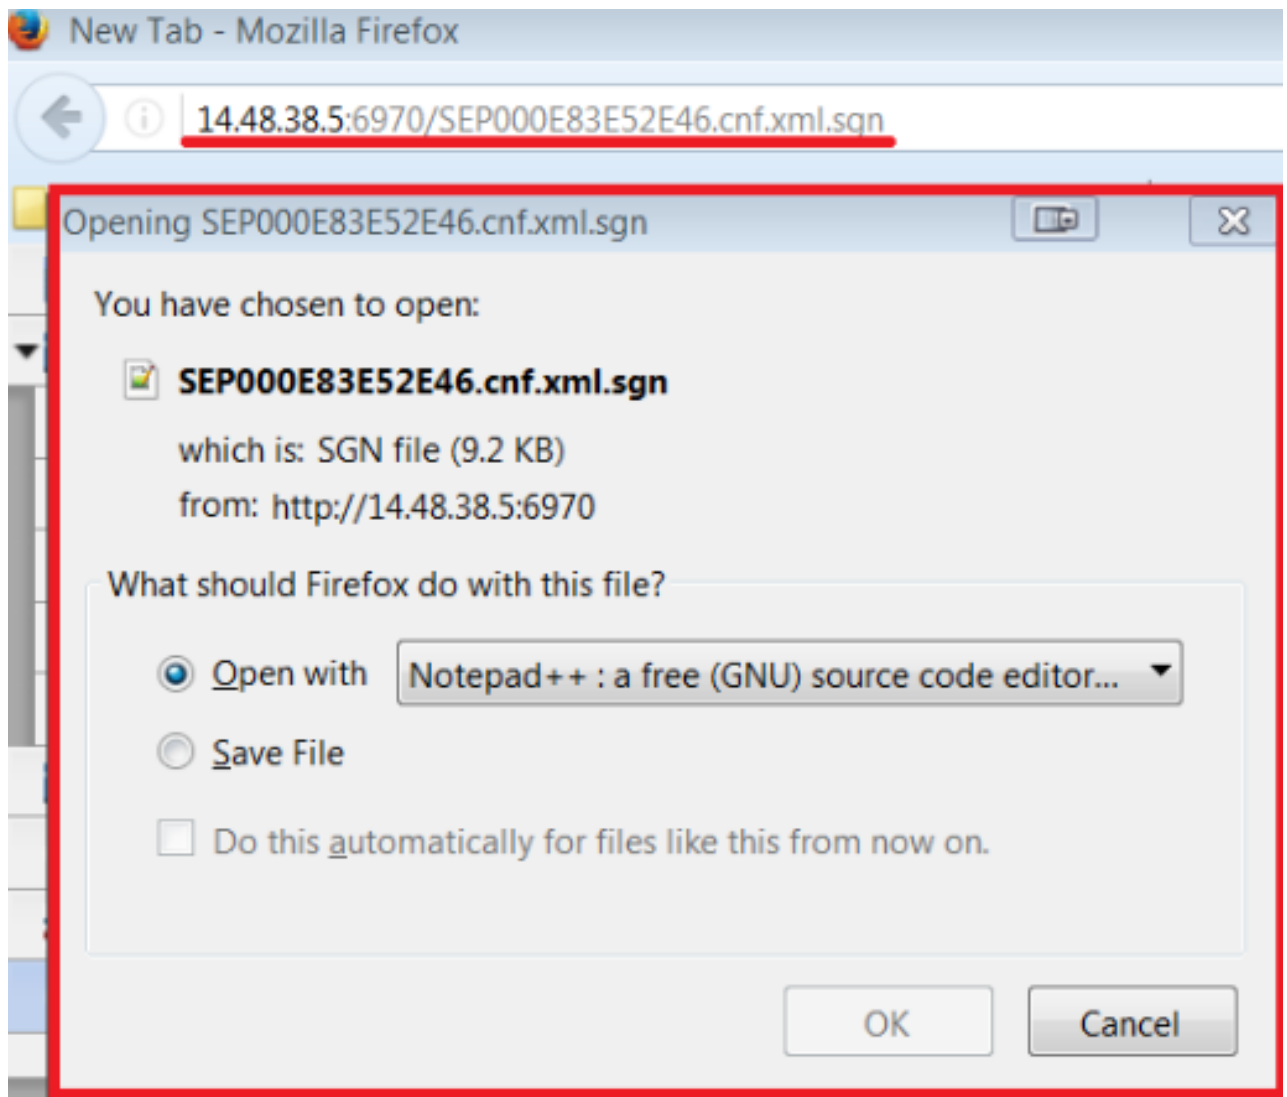 New Tab - Mozilla Firefox
14.48.38.5:6970/SEP000E83E52E46.cnf.xml.sgn
Opening SEP000E83E52E46.cnf.xml.sgn
You have chosen to open:
SEP000E83E52E46.cnf.xml.sgn
which is: SGN file (9.2 KB)
from: http://14.48.38.5:6970
What should Firefox do with this file?
Open with Notepad++ : a free (GNU) source code editor...
Save File
Do this automatically for files like this from now on.
OK Cancel